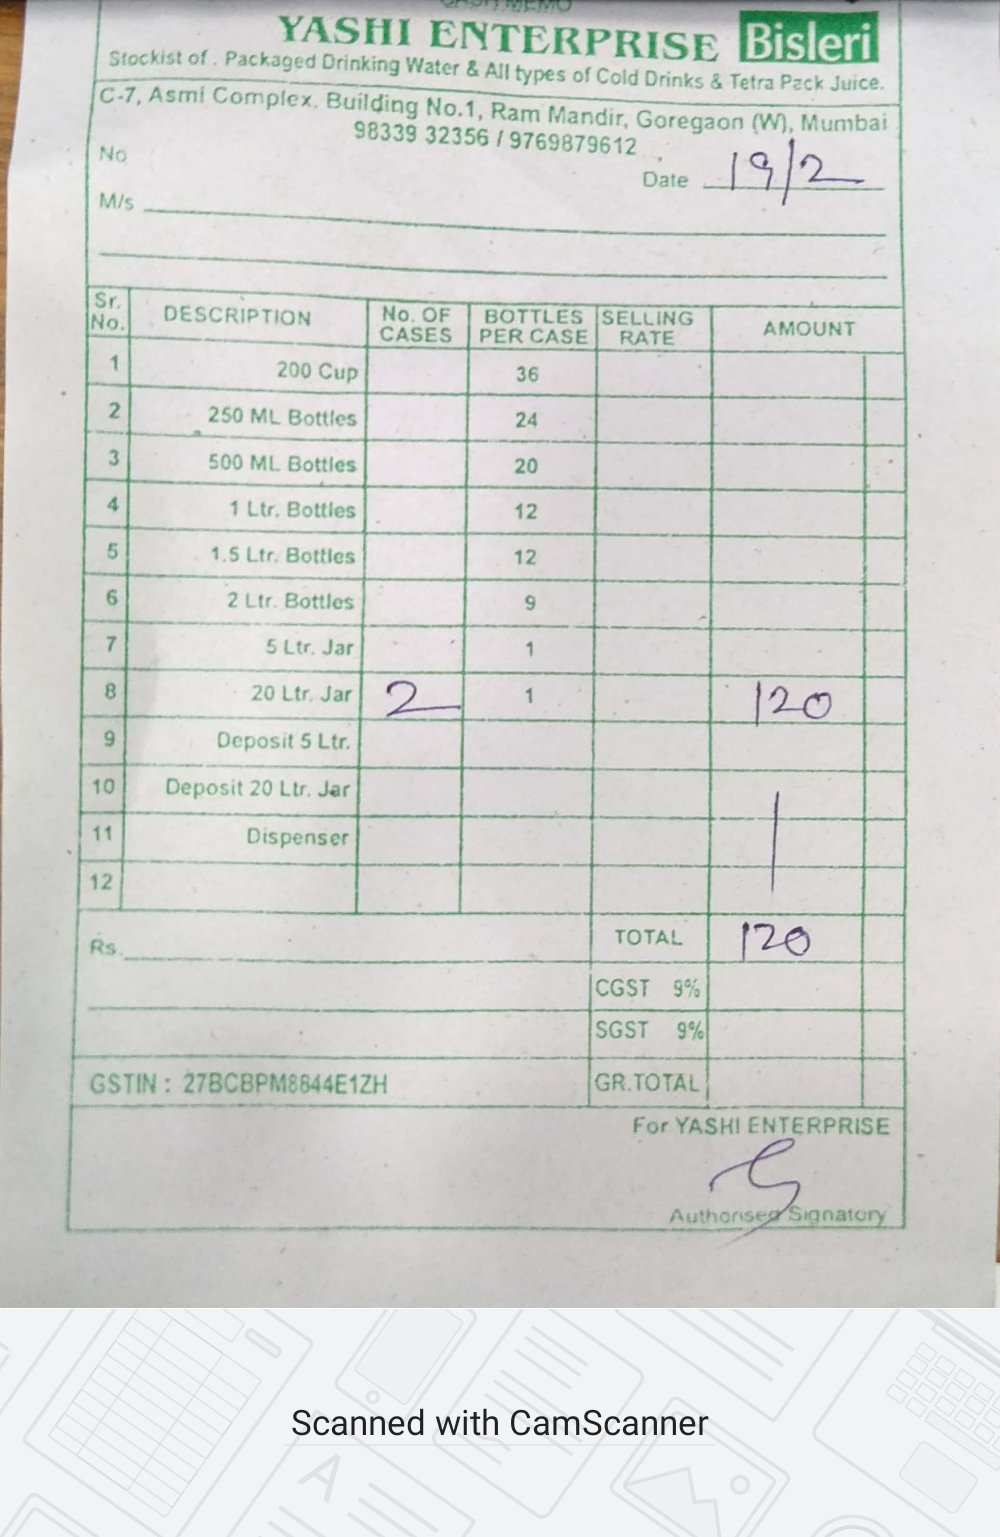 CASH MEMO
YASHI ENTERPRISE Bisleri
Stockist of . Packaged Drinking Water & All types of Cold Drinks & Tetra Pack Juice.
C-7, Asmi Complex, Building No.1, Ram Mandir, Goregaon (W), Mumbai
98339 32356 / 9769879612
No
Date 19/2
M/s
Sr. No. DESCRIPTION No. OF CASES BOTTLES PER CASE SELLING RATE AMOUNT
1 200 Cup 36
2 250 ML Bottles 24
3 500 ML Bottles 20
4 1 Ltr. Bottles 12
5 1.5 Ltr. Bottles 12
6 2 Ltr. Bottles 9
7 5 Ltr. Jar 1
8 20 Ltr. Jar 2 1 120
9 Deposit 5 Ltr.
10 Deposit 20 Ltr. Jar
11 Dispenser
12
Rs. TOTAL 120
CGST 9%
SGST 9%
GSTIN : 27BCBPM8644E1ZH GR.TOTAL
For YASHI ENTERPRISE
Authorised Signatory
Scanned with CamScanner